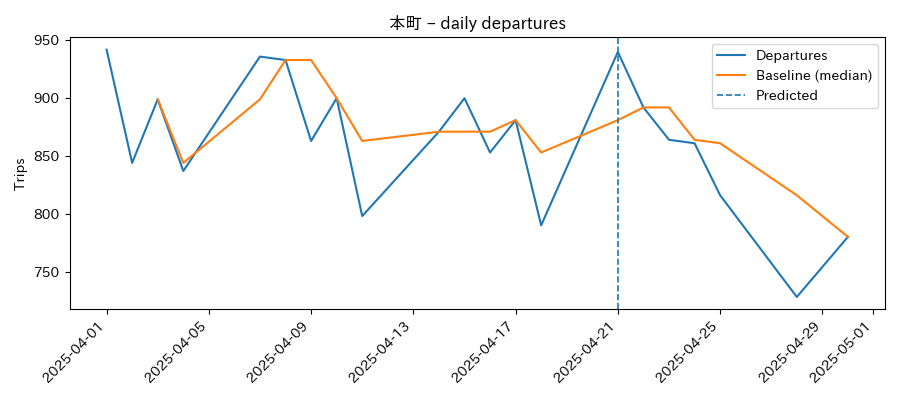 本町 – daily departures
950
900
850
800
750
Trips
Departures
Baseline (median)
Predicted
2025-04-01
2025-04-05
2025-04-09
2025-04-13
2025-04-17
2025-04-21
2025-04-25
2025-04-29
2025-05-01